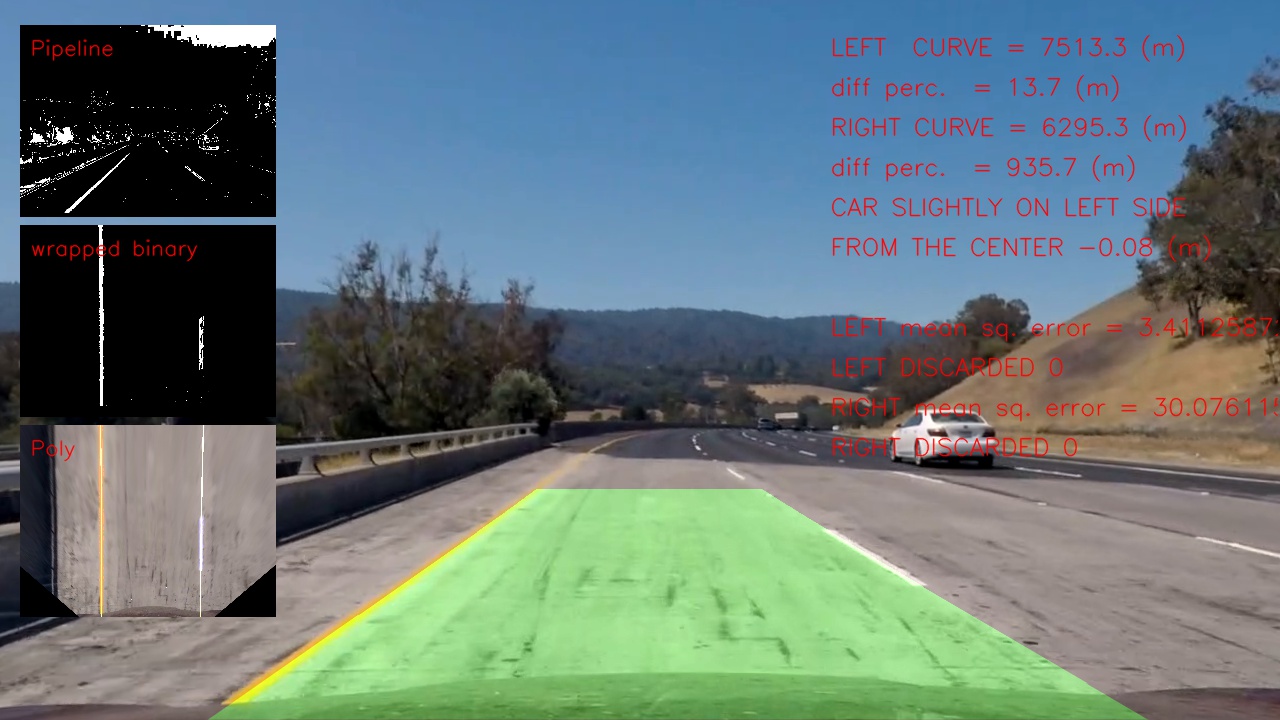 Pipeline
wrapped binary
Poly
LEFT  CURVE = 7513.3 (m)
diff perc.  = 13.7 (m)
RIGHT CURVE = 6295.3 (m)
diff perc.  = 935.7 (m)
CAR SLIGHTLY ON LEFT SIDE
FROM THE CENTER -0.08 (m)
LEFT mean sq. error = 3.4112587
LEFT DISCARDED 0
RIGHT mean sq. error = 30.07611
RIGHT DISCARDED 0